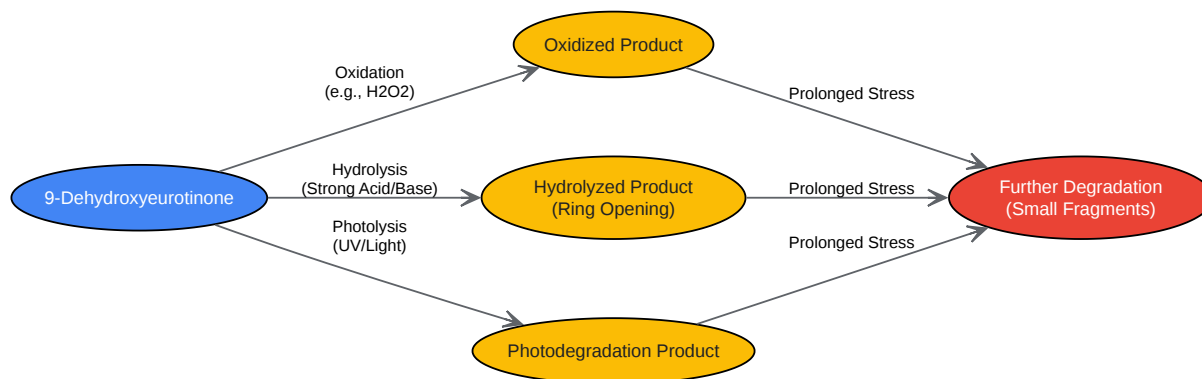 Oxidized Product
Oxidation
(e.g., H2O2)
Prolonged Stress
9-Dehydroxyeurotinone
Hydrolysis
(Strong Acid/Base)
Hydrolyzed Product
(Ring Opening)
Prolonged Stress
Further Degradation
(Small Fragments)
Photolysis
(UV/Light)
Prolonged Stress
Photodegradation Product